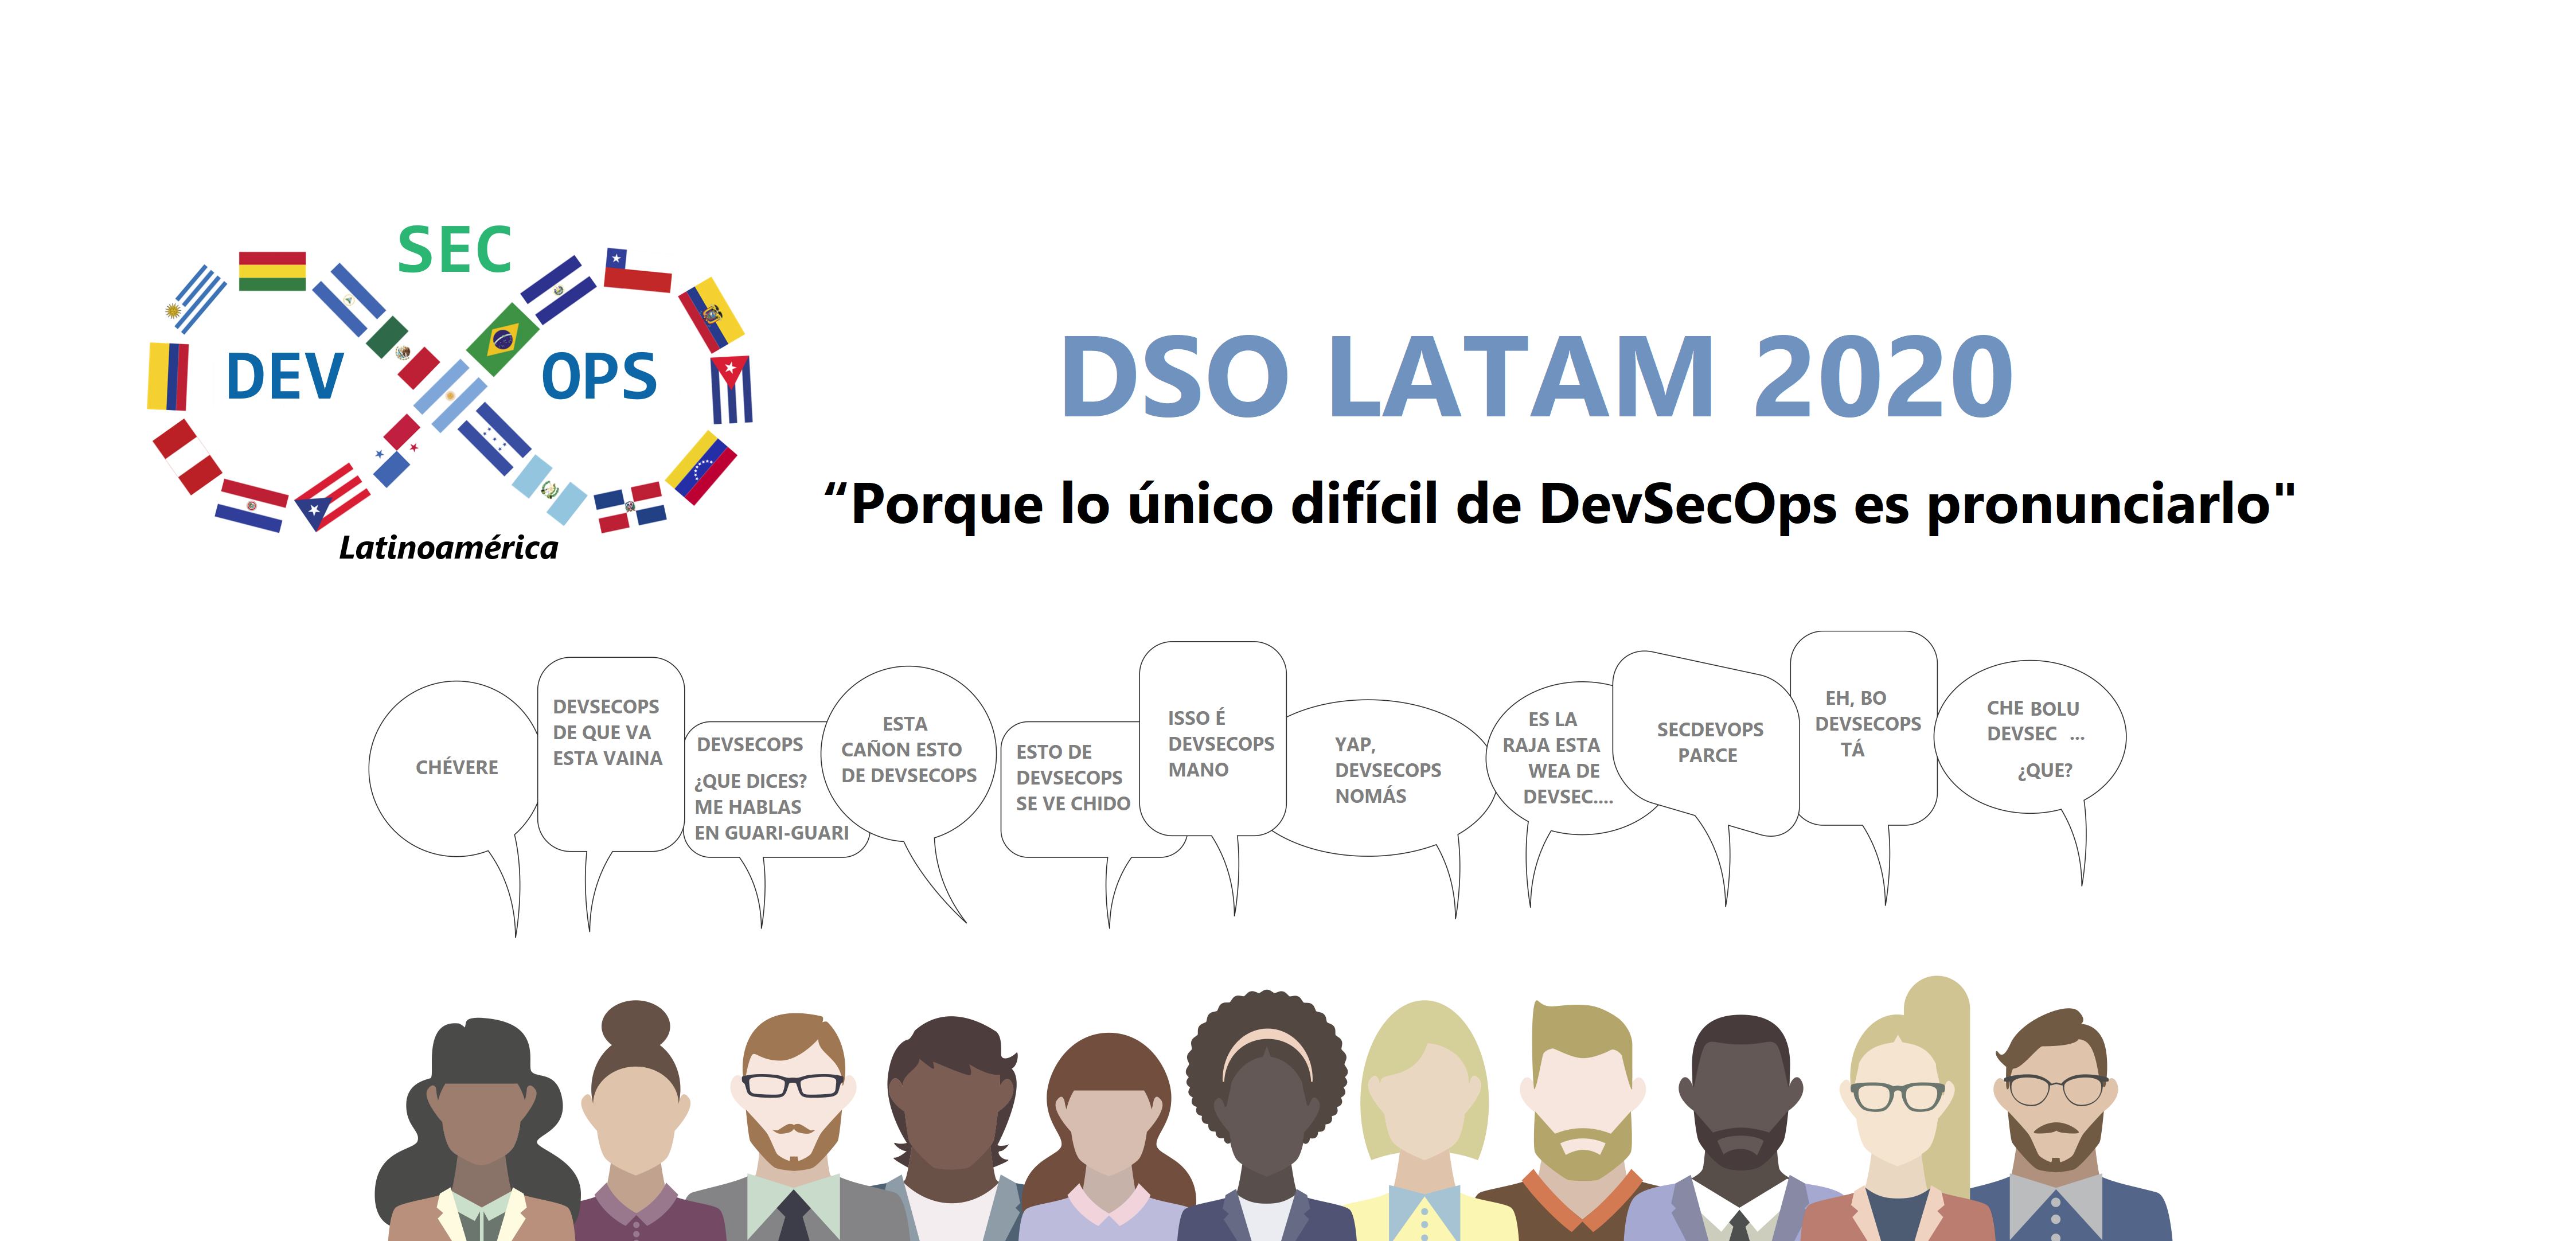 SEC
DEV
OPS
Latinoamérica
DSO LATAM 2020
“Porque lo único difícil de DevSecOps es pronunciarlo"
CHÉVERE
DEVSECOPS
DE QUE VA
ESTA VAINA
DEVSECOPS
¿QUE DICES?
ME HABLAS
EN GUARI-GUARI
ESTA
CAÑON ESTO
DE DEVSECOPS
ESTO DE
DEVSECOPS
SE VE CHIDO
ISSO É
DEVSECOPS
MANO
YAP,
DEVSECOPS
NOMÁS
ES LA
RAJA ESTA
WEA DE
DEVSEC....
SECDEVOPS
PARCE
EH, BO
DEVSECOPS
TÁ
CHE BOLU
DEVSEC ...
¿QUE?